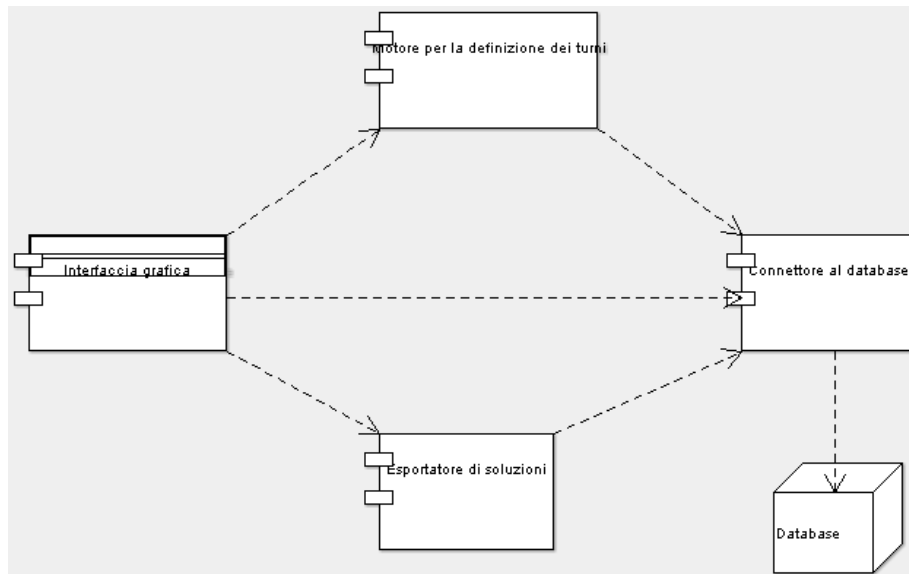 Motore per la definizione dei turni
Interfaccia grafica
Connettore al database
Esportatore di soluzioni
Database